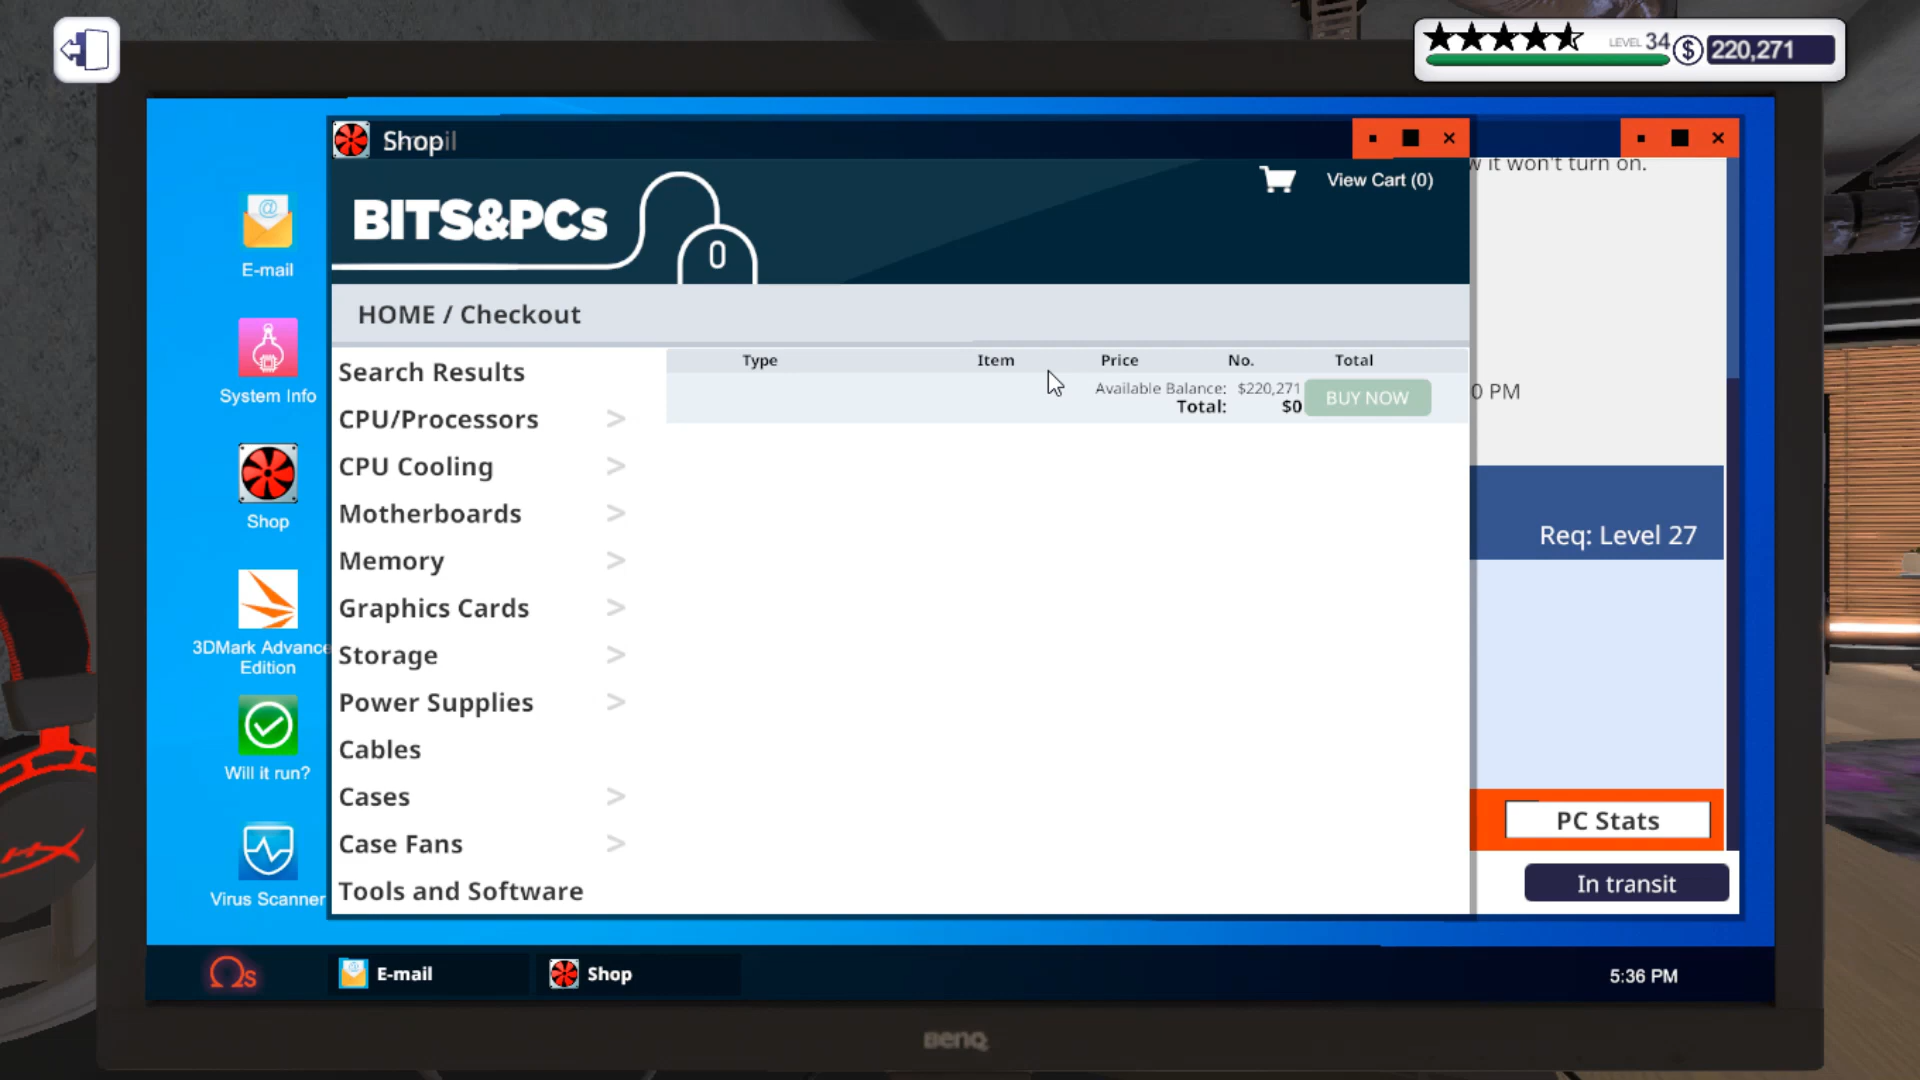 LEVEL 34 $ 220,271
Shop
View Cart (0)
BITS&PCs
w it won't turn on.
HOME / Checkout
Type Item Price No. Total
Available Balance: $220,271
Total: $0
BUY NOW
0 PM
Search Results
CPU/Processors >
CPU Cooling >
Motherboards >
Memory >
Graphics Cards >
Storage >
Power Supplies >
Cables
Cases >
Case Fans >
Tools and Software
E-mail
System Info
Shop
3DMark Advance
Edition
Will it run?
Virus Scanner
Req: Level 27
PC Stats
In transit
Ωs
E-mail
Shop
5:36 PM
BenQ